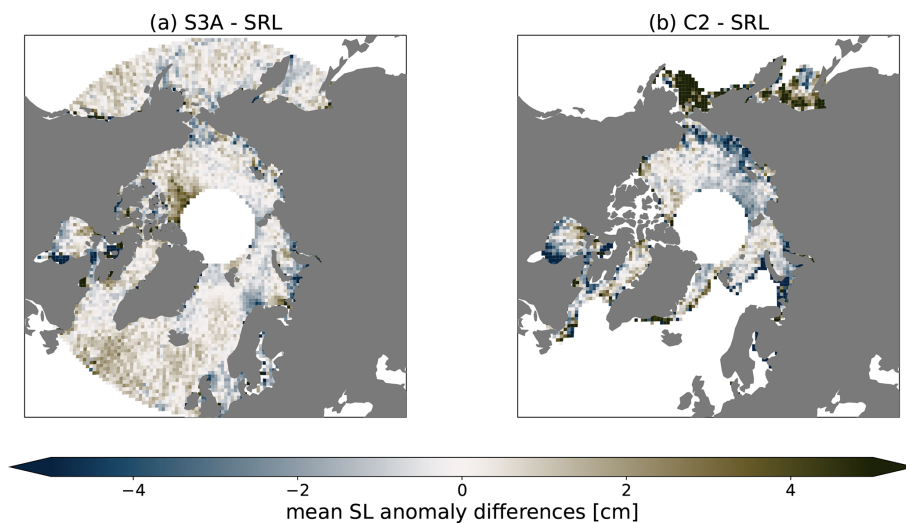 (a) S3A - SRL
(b) C2 - SRL
−4 −2 0 2 4
mean SL anomaly differences [cm]